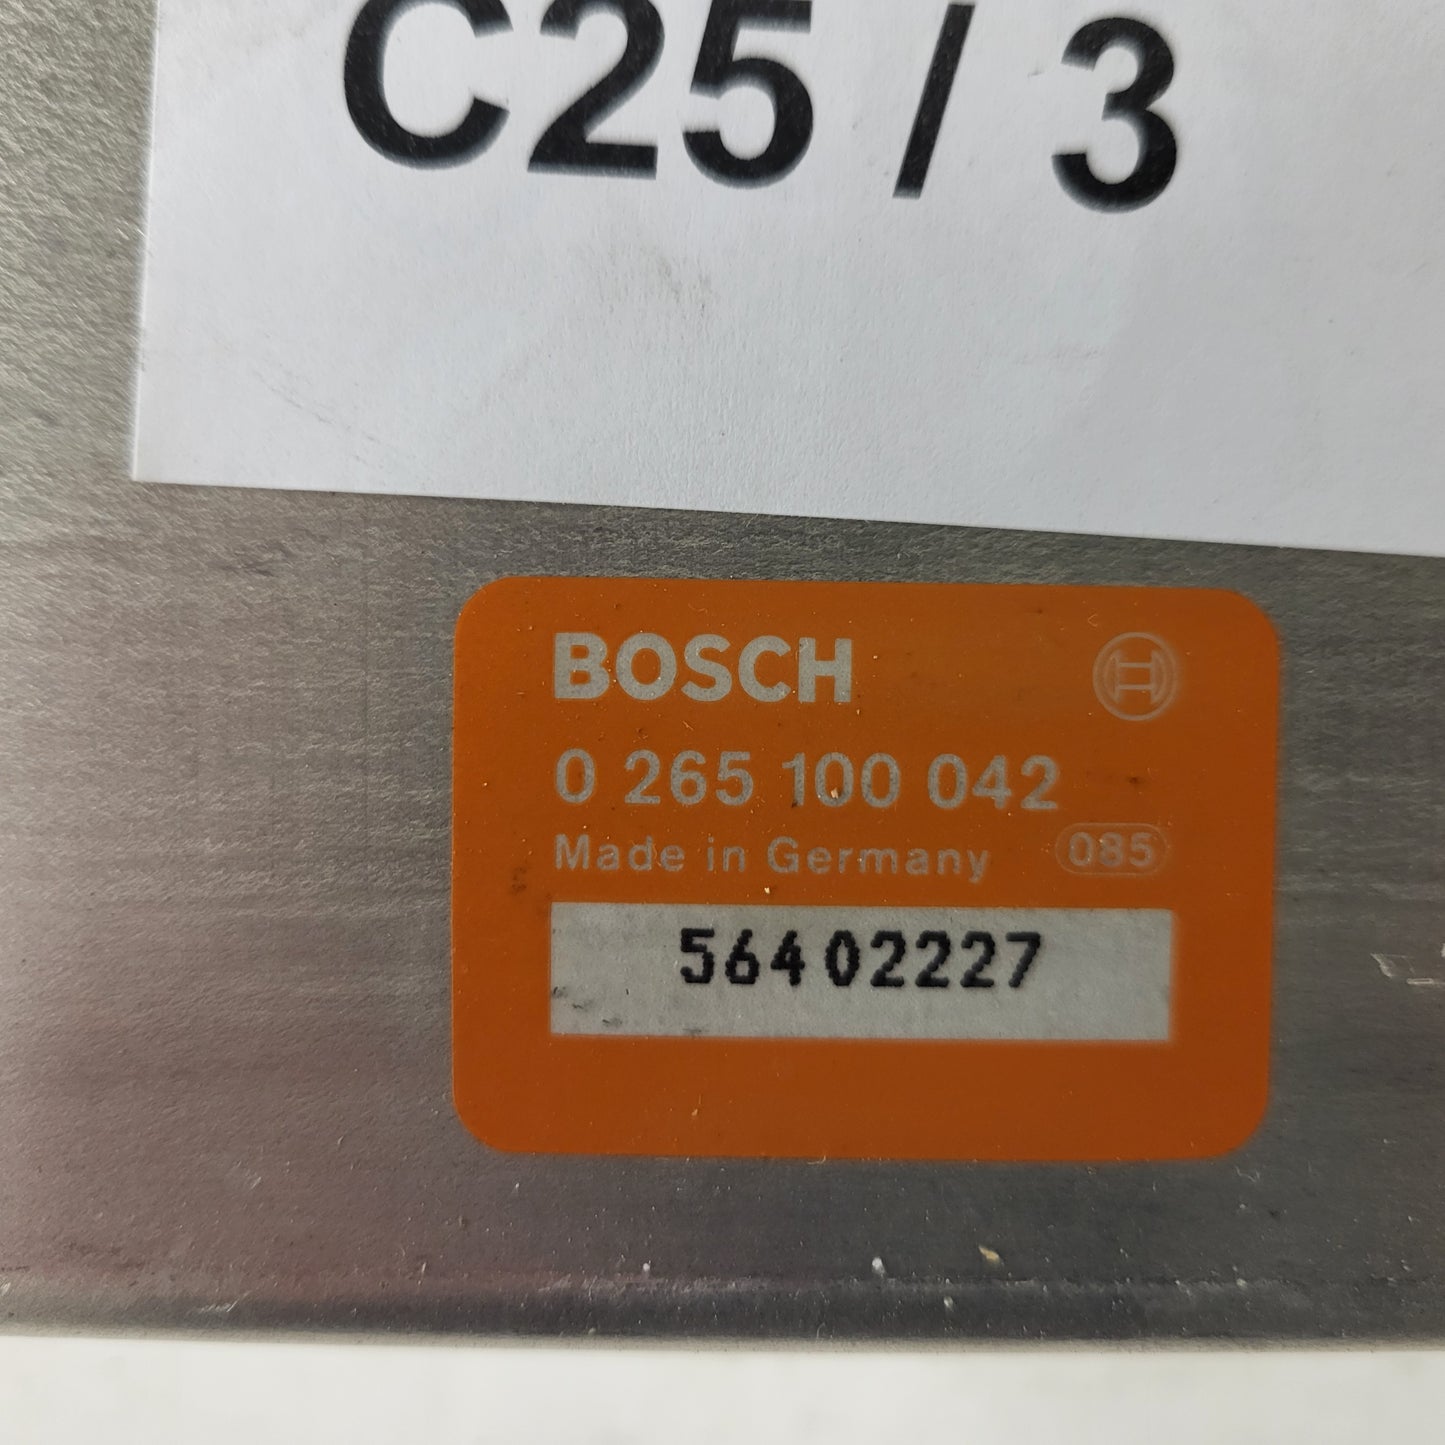 C25 / 3
BOSCH
0 265 100 042
Made in Germany 085
56402227